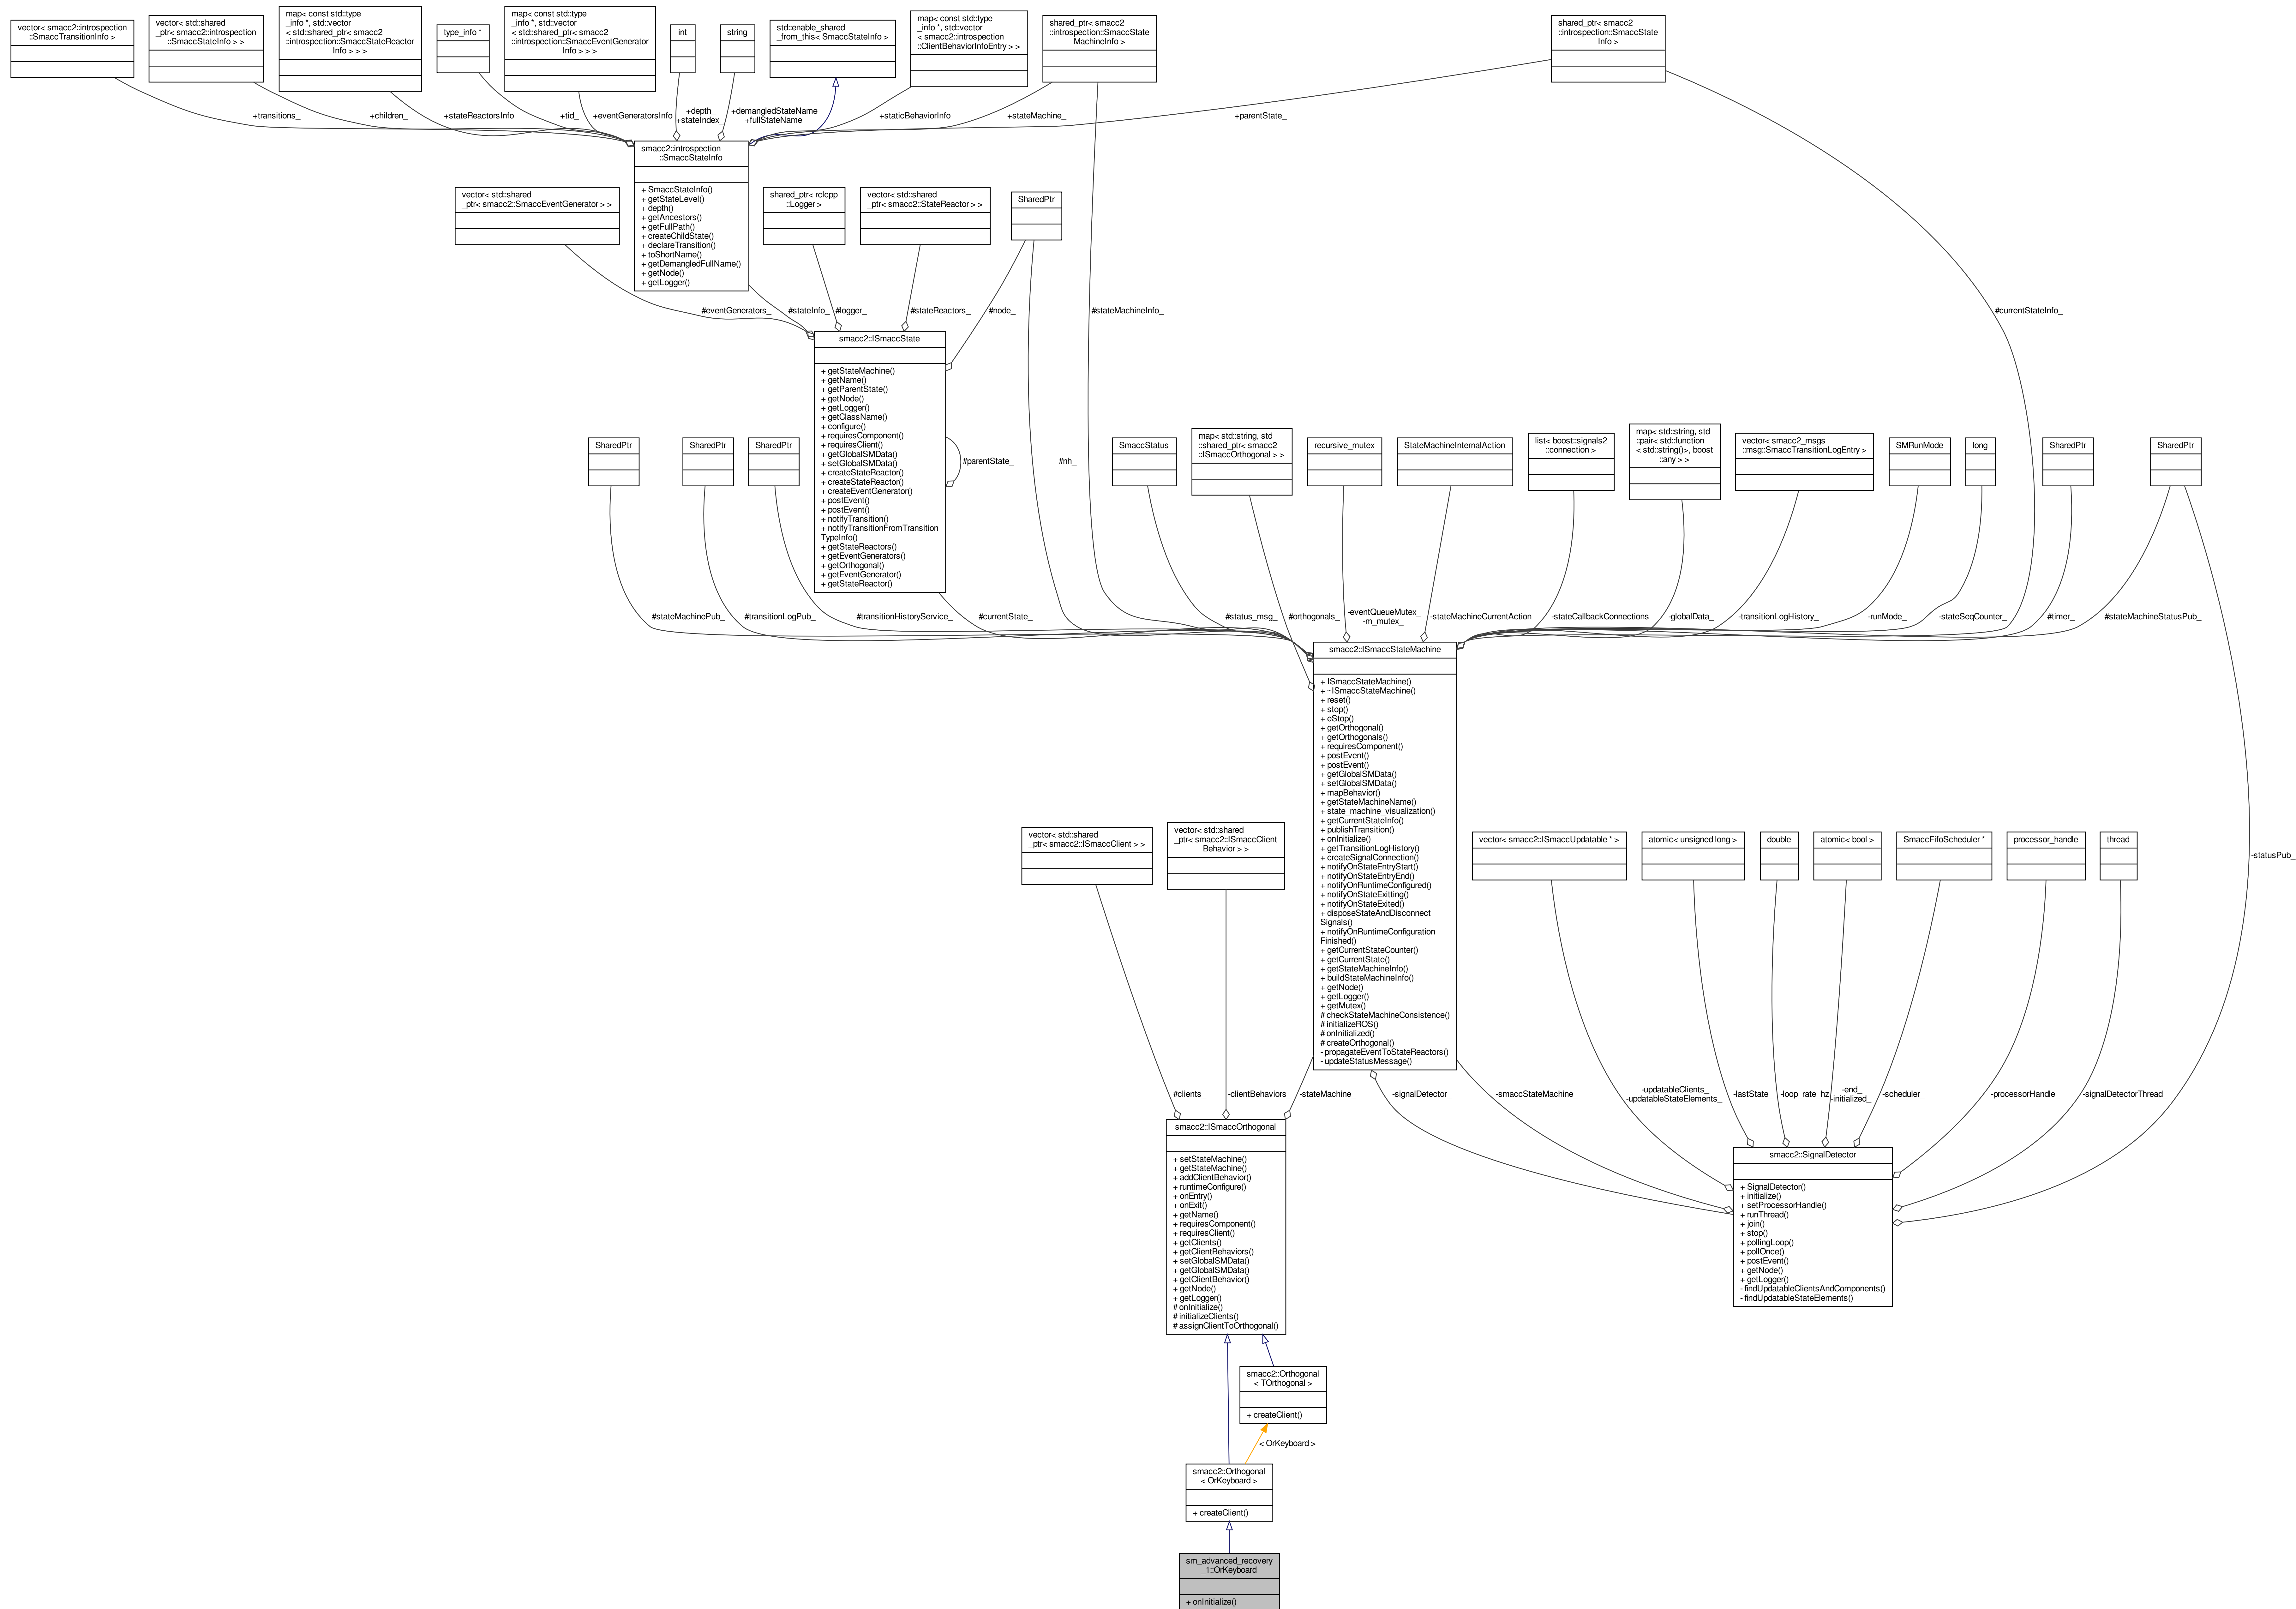 vector< smacc2::introspection
::SmaccTransitionInfo >
vector< std::shared
_ptr< smacc2::introspection
::SmaccStateInfo > >
map< const std::type
_info *, std::vector
< std::shared_ptr< smacc2
::introspection::SmaccStateReactor
Info > > >
type_info *
map< const std::type
_info *, std::vector
< std::shared_ptr< smacc2
::introspection::SmaccEventGenerator
Info > > >
int
string
std::enable_shared
_from_this< SmaccStateInfo >
map< const std::type
_info *, std::vector
< smacc2::introspection
::ClientBehaviorInfoEntry > >
shared_ptr< smacc2
::introspection::SmaccState
MachineInfo >
shared_ptr< smacc2
::introspection::SmaccState
Info >
+transitions_
+children_
+stateReactorsInfo
+tid_
+eventGeneratorsInfo
+depth_
+stateIndex_
+demangledStateName
+fullStateName
+staticBehaviorInfo
+stateMachine_
+parentState_
smacc2::introspection
::SmaccStateInfo
+ SmaccStateInfo()
+ getStateLevel()
+ depth()
+ getAncestors()
+ getFullPath()
+ createChildState()
+ declareTransition()
+ toShortName()
+ getDemangledFullName()
+ getNode()
+ getLogger()
vector< std::shared
_ptr< smacc2::SmaccEventGenerator > >
shared_ptr< rclcpp
::Logger >
vector< std::shared
_ptr< smacc2::StateReactor > >
SharedPtr
#eventGenerators_
#stateInfo_
#logger_
#stateReactors_
#node_
#stateMachineInfo_
#currentStateInfo_
smacc2::ISmaccState
+ getStateMachine()
+ getName()
+ getParentState()
+ getNode()
+ getLogger()
+ getClassName()
+ configure()
+ requiresComponent()
+ requiresClient()
+ getGlobalSMData()
+ setGlobalSMData()
+ createStateReactor()
+ createStateReactor()
+ createEventGenerator()
+ postEvent()
+ postEvent()
+ notifyTransition()
+ notifyTransitionFromTransition
TypeInfo()
+ getStateReactors()
+ getEventGenerators()
+ getOrthogonal()
+ getEventGenerator()
+ getStateReactor()
#parentState_
#nh_
SharedPtr
SharedPtr
SharedPtr
SmaccStatus
map< std::string, std
::shared_ptr< smacc2
::ISmaccOrthogonal > >
recursive_mutex
StateMachineInternalAction
list< boost::signals2
::connection >
map< std::string, std
::pair< std::function
< std::string()>, boost
::any > >
vector< smacc2_msgs
::msg::SmaccTransitionLogEntry >
SMRunMode
long
SharedPtr
SharedPtr
#stateMachinePub_
#transitionLogPub_
#transitionHistoryService_
#currentState_
#status_msg_
#orthogonals_
-eventQueueMutex_
-m_mutex_
-stateMachineCurrentAction
-stateCallbackConnections
-globalData_
-transitionLogHistory_
-runMode_
-stateSeqCounter_
#timer_
#stateMachineStatusPub_
smacc2::ISmaccStateMachine
+ ISmaccStateMachine()
+ ~ISmaccStateMachine()
+ reset()
+ stop()
+ eStop()
+ getOrthogonal()
+ getOrthogonals()
+ requiresComponent()
+ postEvent()
+ postEvent()
+ getGlobalSMData()
+ setGlobalSMData()
+ mapBehavior()
+ getStateMachineName()
+ state_machine_visualization()
+ getCurrentStateInfo()
+ publishTransition()
+ onInitialize()
+ getTransitionLogHistory()
+ createSignalConnection()
+ notifyOnStateEntryStart()
+ notifyOnStateEntryEnd()
+ notifyOnRuntimeConfigured()
+ notifyOnStateExitting()
+ notifyOnStateExited()
+ disposeStateAndDisconnect
Signals()
+ notifyOnRuntimeConfiguration
Finished()
+ getCurrentStateCounter()
+ getCurrentState()
+ getStateMachineInfo()
+ buildStateMachineInfo()
+ getNode()
+ getLogger()
+ getMutex()
# checkStateMachineConsistence()
# initializeROS()
# onInitialized()
# createOrthogonal()
- propagateEventToStateReactors()
- updateStatusMessage()
vector< std::shared
_ptr< smacc2::ISmaccClient > >
vector< std::shared
_ptr< smacc2::ISmaccClient
Behavior > >
vector< smacc2::ISmaccUpdatable * >
atomic< unsigned long >
double
atomic< bool >
SmaccFifoScheduler *
processor_handle
thread
-statusPub_
#clients_
-clientBehaviors_
-stateMachine_
-signalDetector_
-smaccStateMachine_
-updatableClients_
-updatableStateElements_
-lastState_
-loop_rate_hz
-end_
-initialized_
-scheduler_
-processorHandle_
-signalDetectorThread_
smacc2::ISmaccOrthogonal
+ setStateMachine()
+ getStateMachine()
+ addClientBehavior()
+ runtimeConfigure()
+ onEntry()
+ onExit()
+ getName()
+ requiresComponent()
+ requiresClient()
+ getClients()
+ getClientBehaviors()
+ setGlobalSMData()
+ getGlobalSMData()
+ getClientBehavior()
+ getNode()
+ getLogger()
# onInitialize()
# initializeClients()
# assignClientToOrthogonal()
smacc2::SignalDetector
+ SignalDetector()
+ initialize()
+ setProcessorHandle()
+ runThread()
+ join()
+ stop()
+ pollingLoop()
+ pollOnce()
+ postEvent()
+ getNode()
+ getLogger()
- findUpdatableClientsAndComponents()
- findUpdatableStateElements()
smacc2::Orthogonal
< TOrthogonal >
+ createClient()
< OrKeyboard >
smacc2::Orthogonal
< OrKeyboard >
+ createClient()
sm_advanced_recovery
_1::OrKeyboard
+ onInitialize()